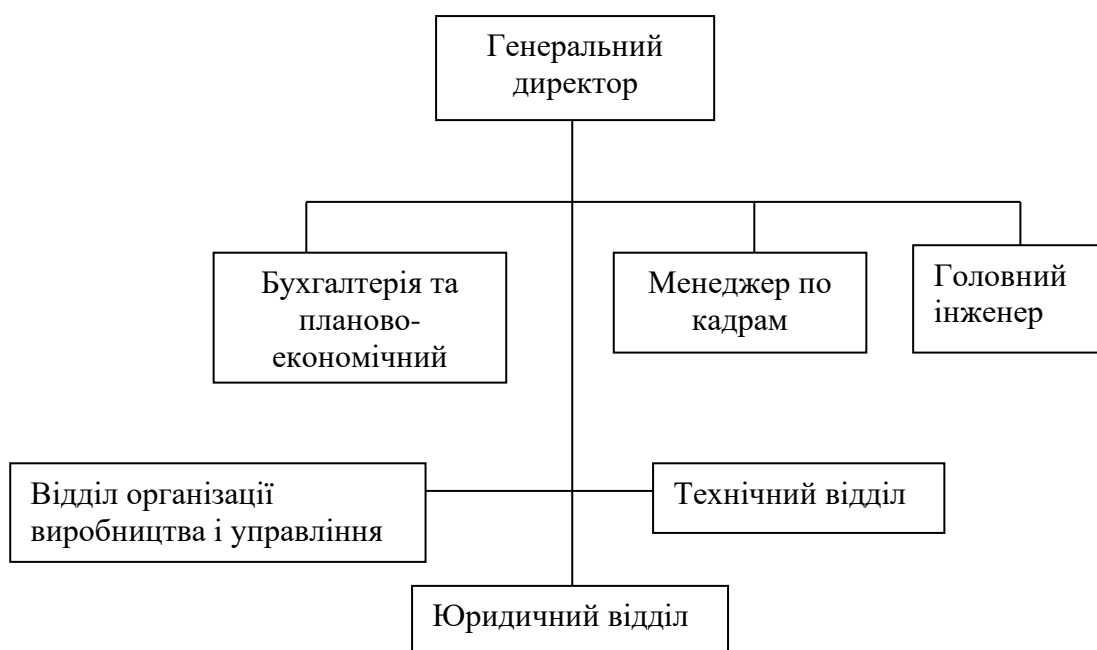 Генеральний
директор
Бухгалтерія та
планово-
економічний
Менеджер по
кадрам
Головний
інженер
Відділ організації
виробництва і управління
Технічний відділ
Юридичний відділ